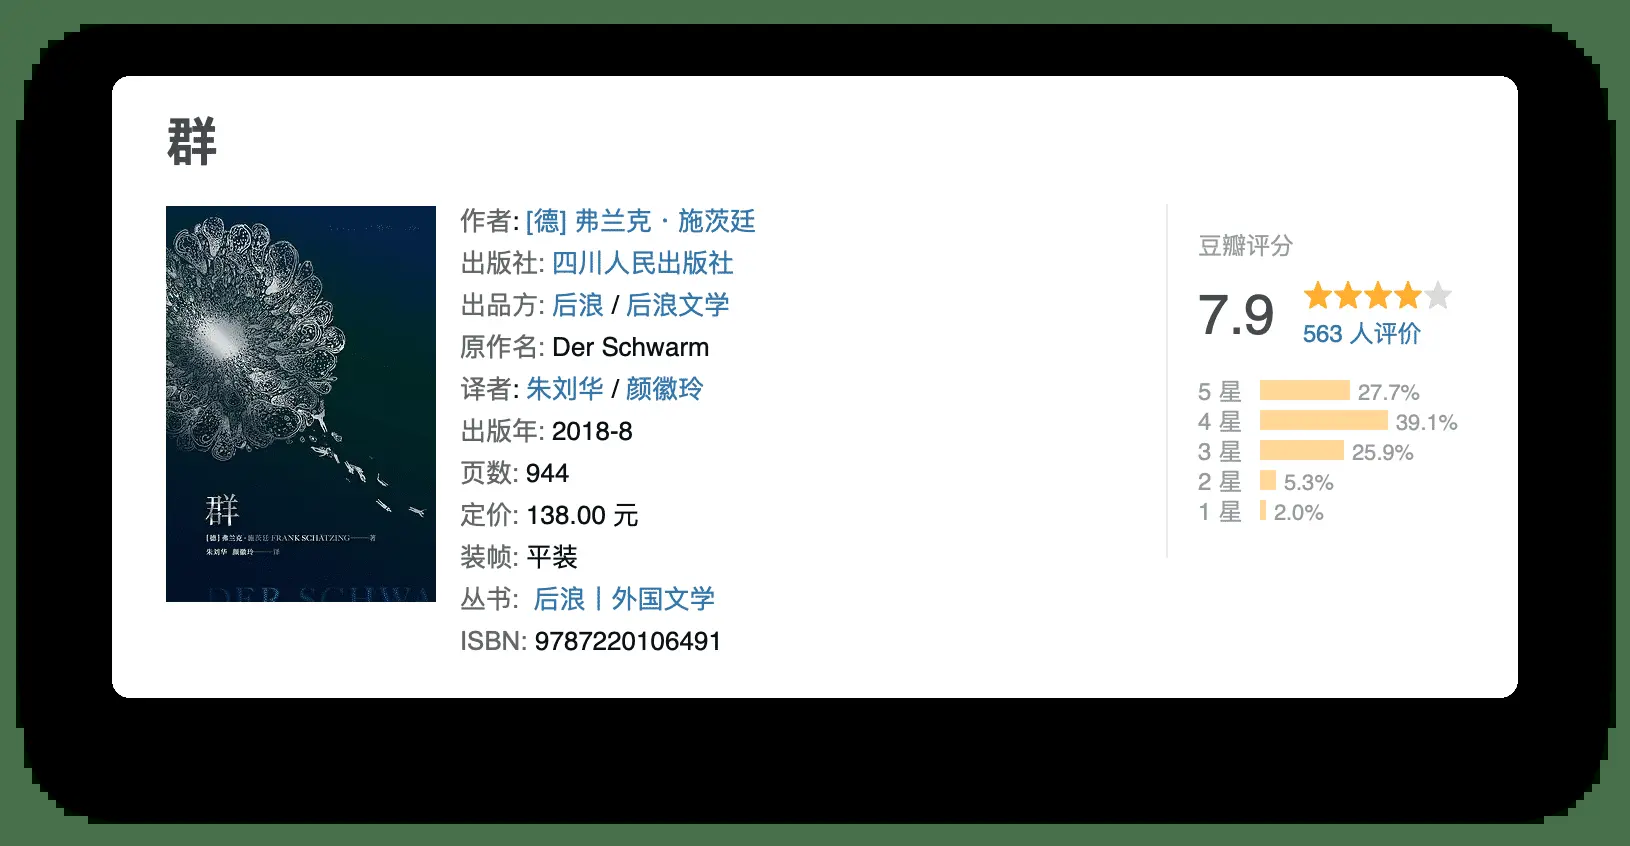 群
作者: [德] 弗兰克 · 施茨廷
出版社: 四川人民出版社
出品方: 后浪 / 后浪文学
原作名: Der Schwarm
译者: 朱刘华 / 颜徽玲
出版年: 2018-8
页数: 944
定价: 138.00 元
装帧: 平装
丛书: 后浪丨外国文学
ISBN: 9787220106491
群
[德] 弗兰克·施茨廷 FRANK SCHÄTZING——著
朱刘华 颜徽玲——译
DER SCHWA
豆瓣评分
7.9
563 人评价
5 星 27.7%
4 星 39.1%
3 星 25.9%
2 星 5.3%
1 星 2.0%